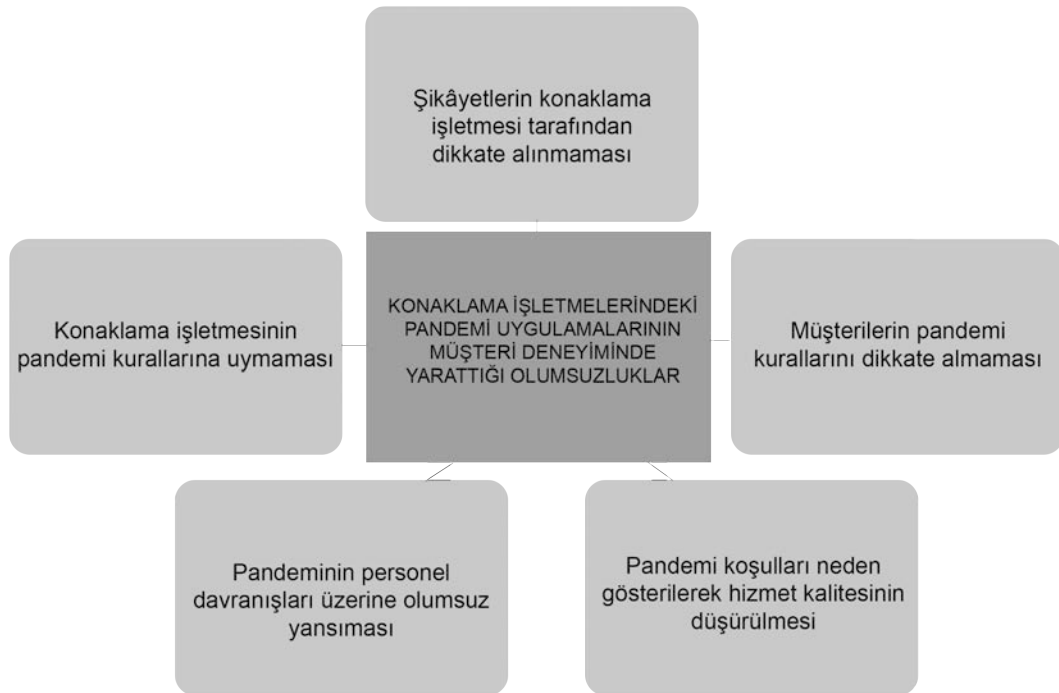 Şikâyetlerin konaklama
işletmesi tarafından
dikkate alınmaması
Konaklama işletmesinin
pandemi kurallarına uymaması
KONAKLAMA İŞLETMELERİNDEKİ
PANDEMİ UYGULAMALARININ
MÜŞTERİ DENEYİMİNDE
YARATTIĞI OLUMSUZLUKLAR
Müşterilerin pandemi
kurallarını dikkate almaması
Pandeminin personel
davranışları üzerine olumsuz
yansıması
Pandemi koşulları neden
gösterilerek hizmet kalitesinin
düşürülmesi